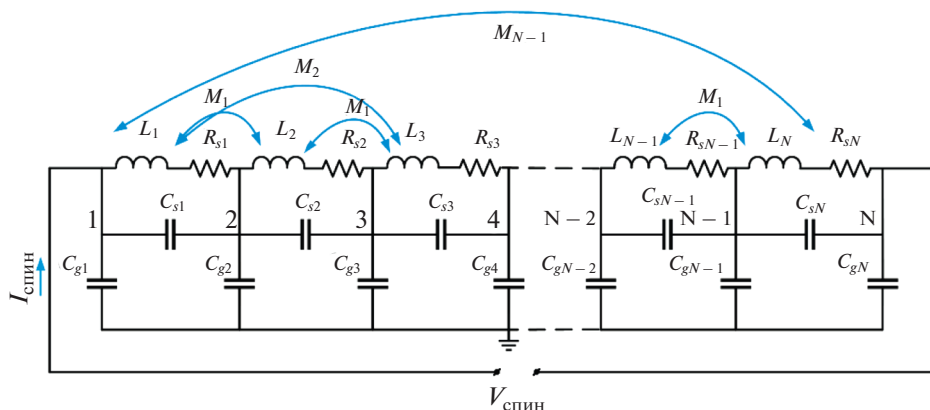 M_{N−1}
M_2
M_1 M_1 M_1
L_1 R_{s1} L_2 R_{s2} L_3 R_{s3} L_{N−1} R_{sN−1} L_N R_{sN}
C_{s1} C_{s2} C_{s3} C_{sN−1} C_{sN}
1 2 3 4 N − 2 N − 1 N
C_{g1} C_{g2} C_{g3} C_{g4} C_{gN−2} C_{gN−1} C_{gN}
I_{спин}
V_{спин}